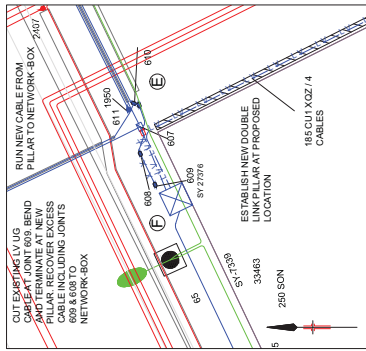 CUT EXISTING LV UG
CABLE AT JOINT 609. BEND
AND TERMINATE AT NEW
PILLAR. RECOVER EXCESS
CABLE INCLUDING JOINTS
609 & 608 TO
NETWORK-BOX
RUN NEW CABLE FROM
PILLAR TO NETWORK-BOX
2407
1950
611
610
E
607
608
609
SY 27376
F
65
SY-7339
33463
250 SON
5
ESTABLISH NEW DOUBLE
LINK PILLAR AT PROPOSED
LOCATION
185 CU1 XQZ / 4
CABLES